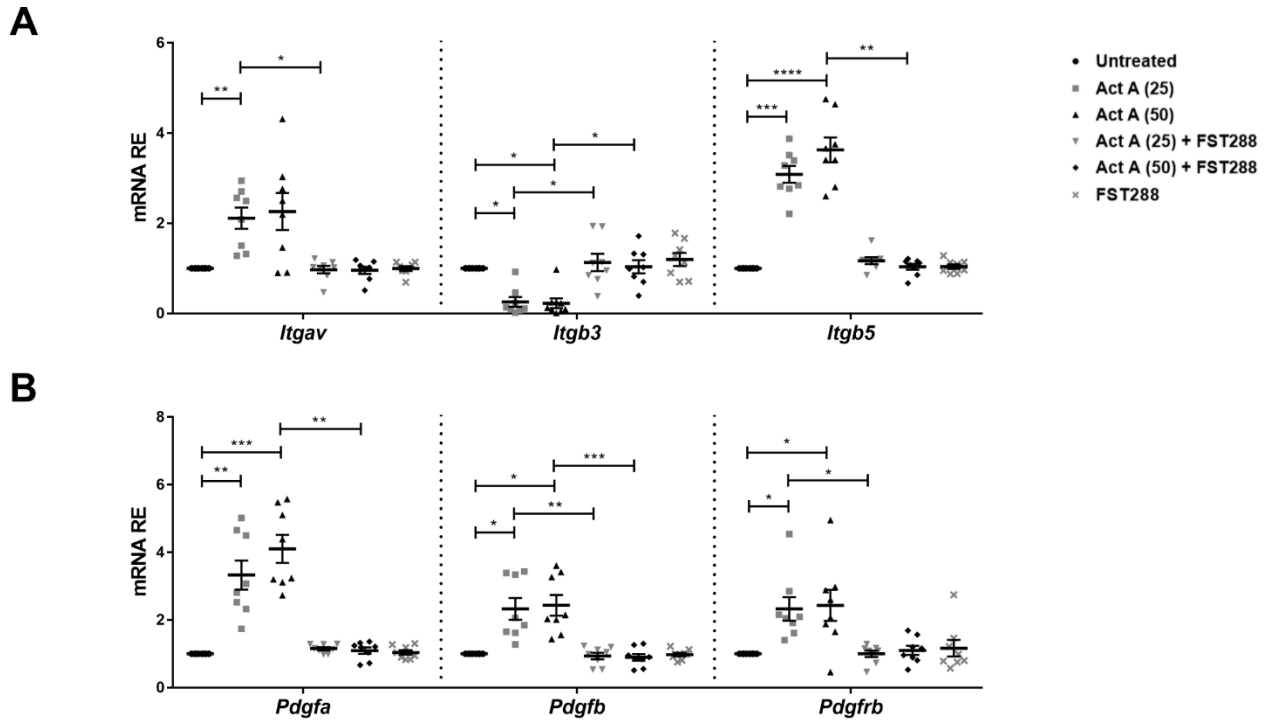 A
6
4
2
0
mRNA RE
*
**
*
*
*
*
**
****
***
Itgav
Itgb3
Itgb5
Untreated
Act A (25)
Act A (50)
Act A (25) + FST288
Act A (50) + FST288
FST288
B
8
6
4
2
0
mRNA RE
**
***
**
***
*
**
*
*
*
*
Pdgfa
Pdgfb
Pdgfrb